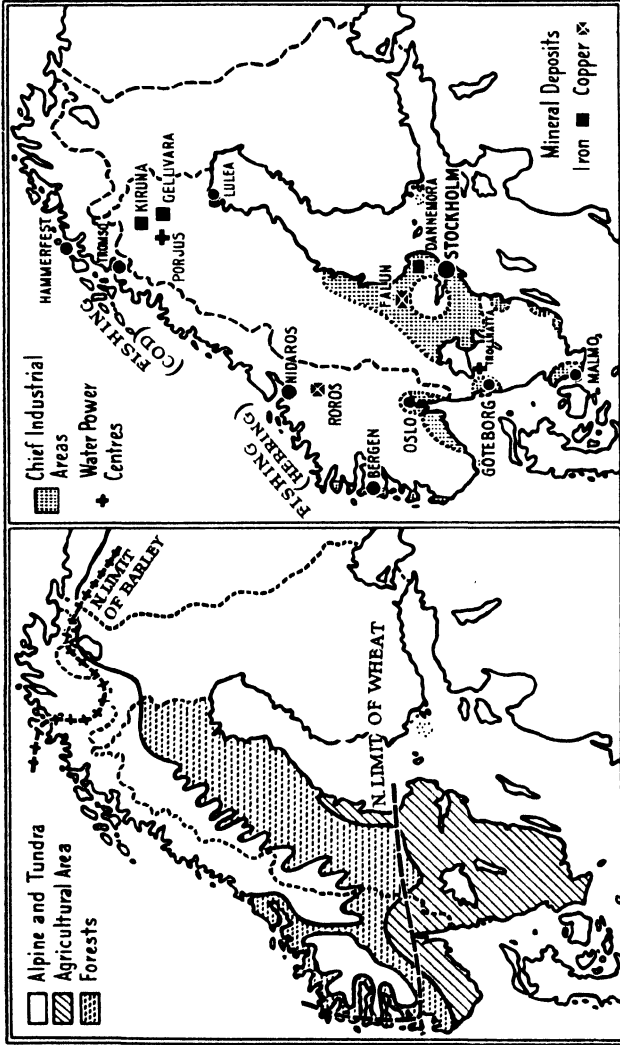 Alpine and Tundra
Agricultural Area
Forests
N LIMIT
OF BARLEY
N LIMIT OF WHEAT
Chief Industrial
Areas
Water Power
Centres
HAMMERFEST
TROMSO
FISHING
(COD)
KIRUNA
GELLIVARA
PORJUS
LULEA
NIDAROS
ROROS
FISHING
(HERRING)
BERGEN
FALUN
DANNEMORA
STOCKHOLM
OSLO
TROLLHATTA
GÖTEBORG
MALMO
Mineral Deposits
Iron Copper